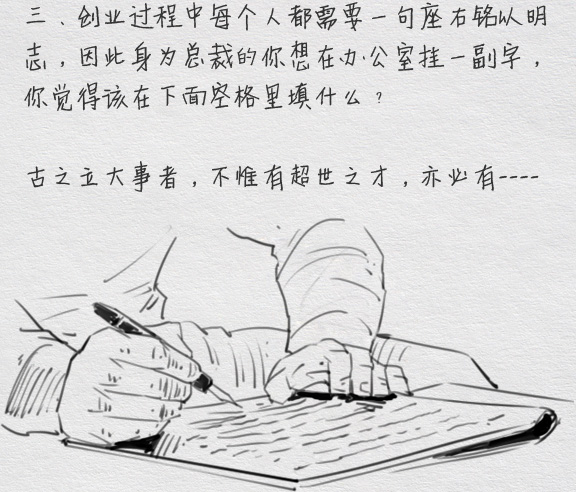 三、创业过程中每个人都需要一句座右铭以明
志，因此身为总裁的你想在办公室挂一副字，
你觉得该在下面空格里填什么？
古之立大事者，不惟有超世之才，亦必有----